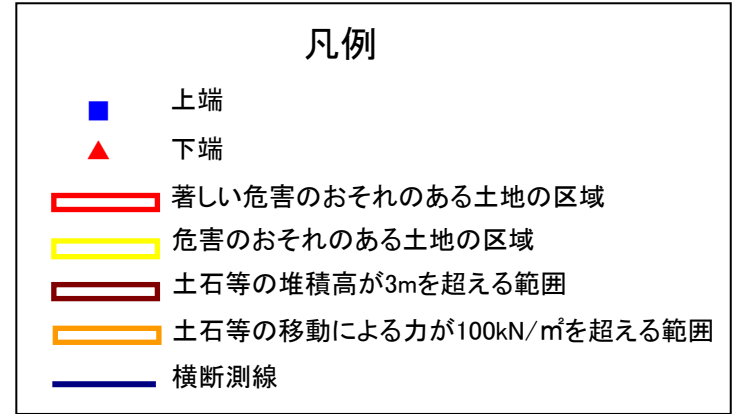 凡例
上端
下端
著しい危害のおそれのある土地の区域
危害のおそれのある土地の区域
土石等の堆積高が3mを超える範囲
土石等の移動による力が100kN/㎡を超える範囲
横断測線